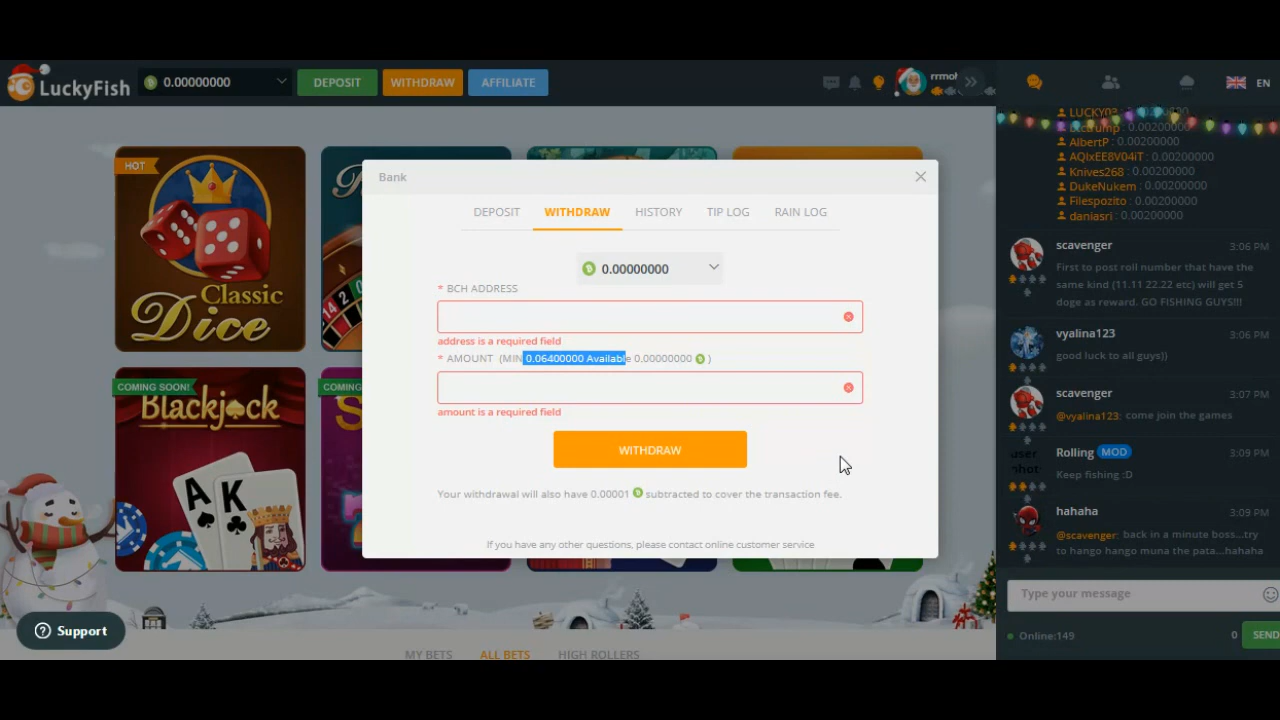 LuckyFish
0.00000000
DEPOSIT
WITHDRAW
AFFILIATE
EN
HOT
Classic
Dice
COMING SOON!
Blackjack
A
K
COMING
Bank
DEPOSIT
WITHDRAW
HISTORY
TIP LOG
RAIN LOG
0.00000000
* BCH ADDRESS
address is a required field
* AMOUNT (MIN 0.06400000 Available 0.00000000 )
amount is a required field
WITHDRAW
Your withdrawal will also have 0.00001 subtracted to cover the transaction fee.
If you have any other questions, please contact online customer service
Support
MY BETS
ALL BETS
HIGH ROLLERS
AlbertP : 0.00200000
AQIxEE8V04iT : 0.00200000
Knives268 : 0.00200000
DukeNukem : 0.00200000
Filespozito : 0.00200000
daniasri : 0.00200000
scavenger 3:06 PM
First to post roll number that have the
same kind (11.11 22.22 etc) will get 5
doge as reward. GO FISHING GUYS!!!
vyalina123 3:06 PM
good luck to all guys))
scavenger 3:07 PM
@vyalina123: come join the games
Rolling MOD 3:09 PM
Keep fishing :D
hahaha 3:09 PM
@scavenger: back in a minute boss...try
to hango hango muna the pata...hahaha
Type your message
Online:149
0
SEND